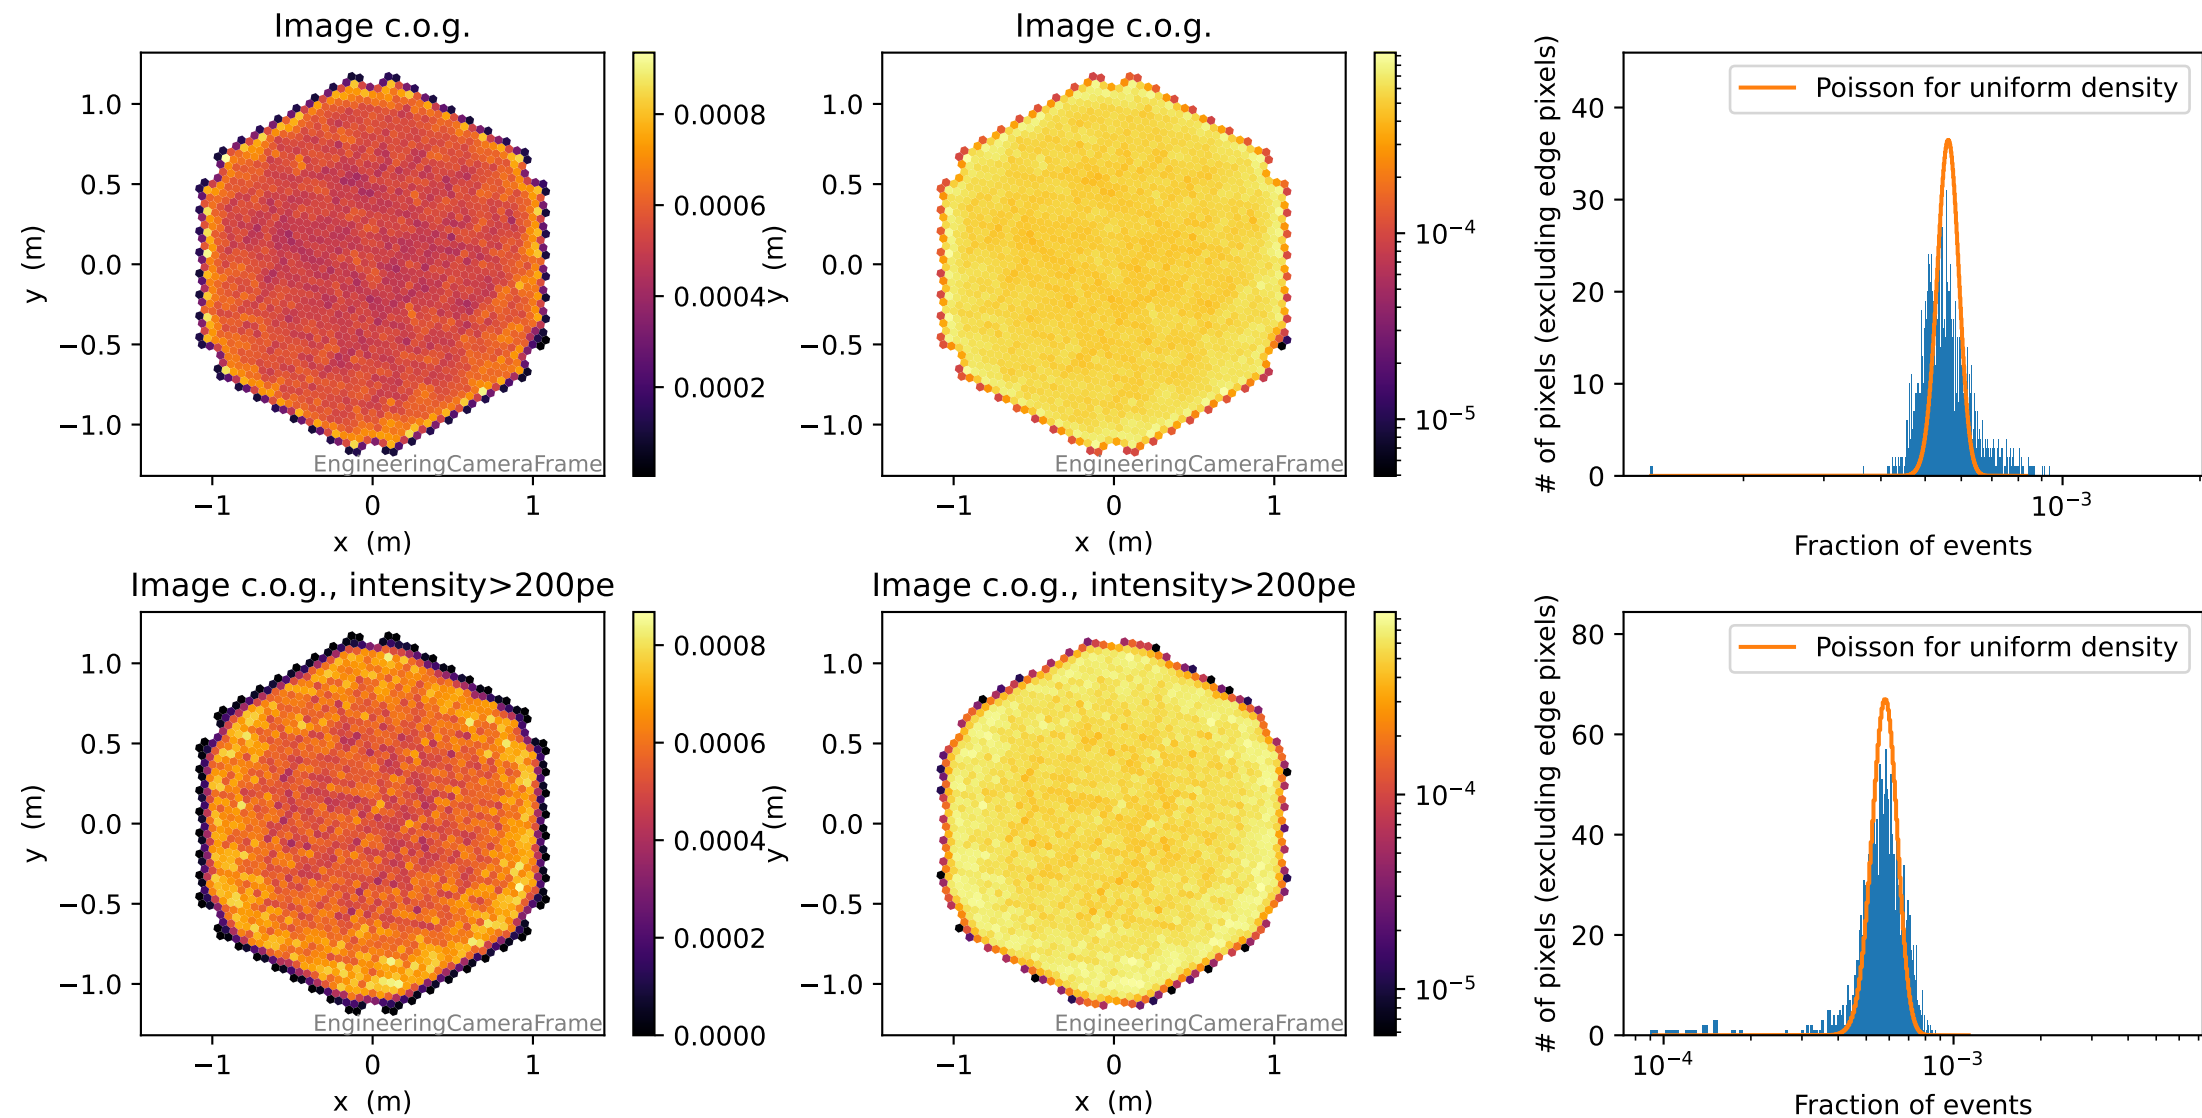 Image c.o.g.
y (m)
1.0
0.5
0.0
−0.5
−1.0
−1
0
1
x (m)
EngineeringCameraFrame
0.0008
0.0006
0.0004
0.0002
Image c.o.g.
y (m)
1.0
0.5
0.0
−0.5
−1.0
−1
0
1
x (m)
EngineeringCameraFrame
10⁻⁴
10⁻⁵
# of pixels (excluding edge pixels)
40
30
20
10
0
Poisson for uniform density
10⁻³
Fraction of events
Image c.o.g., intensity>200pe
y (m)
1.0
0.5
0.0
−0.5
−1.0
−1
0
1
x (m)
EngineeringCameraFrame
0.0008
0.0006
0.0004
0.0002
0.0000
Image c.o.g., intensity>200pe
y (m)
1.0
0.5
0.0
−0.5
−1.0
−1
0
1
x (m)
EngineeringCameraFrame
10⁻⁴
10⁻⁵
# of pixels (excluding edge pixels)
80
60
40
20
0
Poisson for uniform density
10⁻⁴
10⁻³
Fraction of events